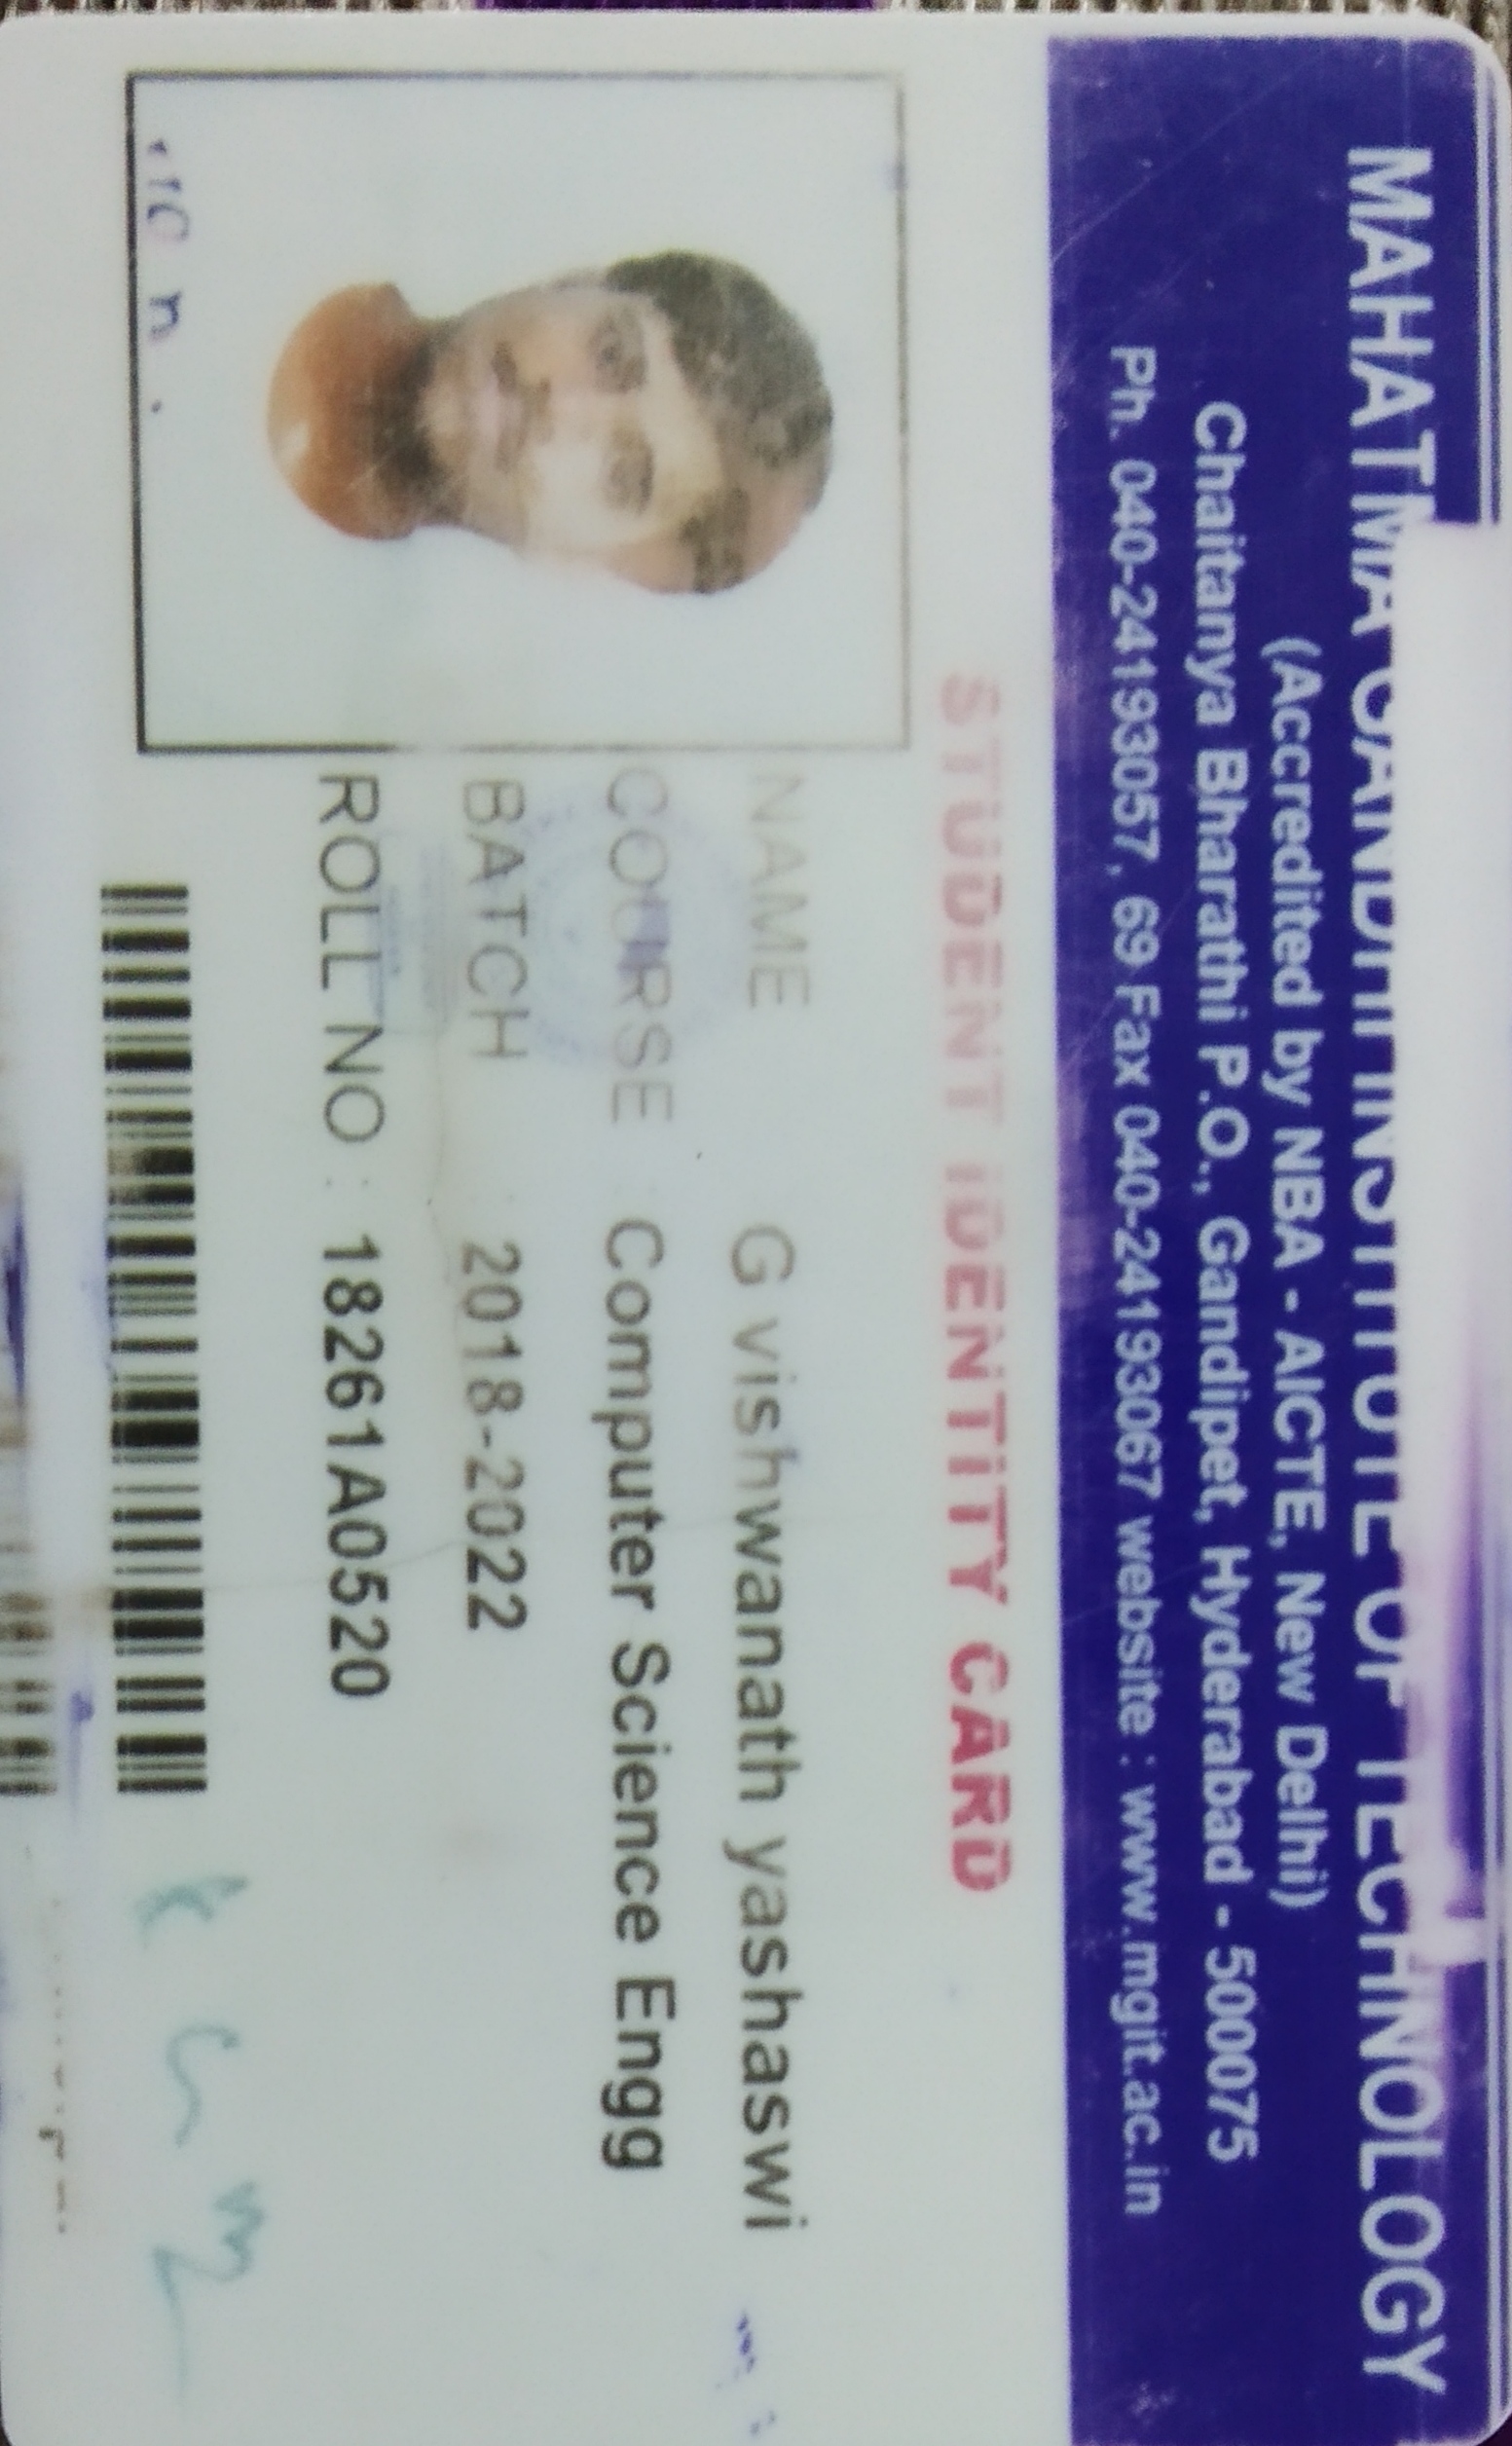 MAHATMA GANDHI INSTITUTE OF TECHNOLOGY
(Accredited by NBA - AICTE, New Delhi)
Chaitanya Bharathi P.O., Gandipet, Hyderabad - 500075
Ph. 040-24193057, 69 Fax 040-24193067 website : www.mgit.ac.in
STUDENT IDENTITY CARD
NAME G vishwanath yashaswi
COURSE : Computer Science Engg
BATCH : 2018-2022
ROLL NO : 18261A0520